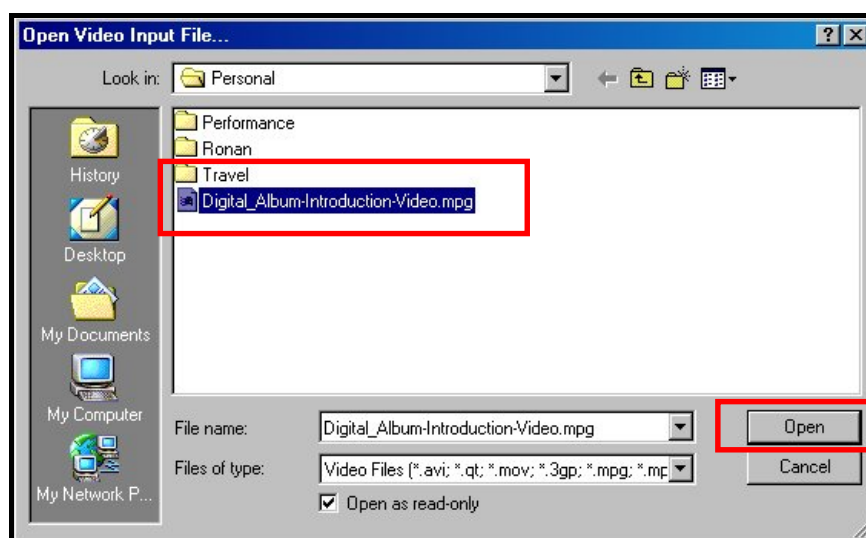 Open Video Input File...
Look in:
Personal
Performance
Ronan
Travel
Digital_Album-Introduction-Video.mpg
History
Desktop
My Documents
My Computer
My Network P...
File name:
Digital_Album-Introduction-Video.mpg
Open
Files of type:
Video Files (*.avi; *.qt; *.mov; *.3gp; *.mpg; *.mp
Cancel
Open as read-only